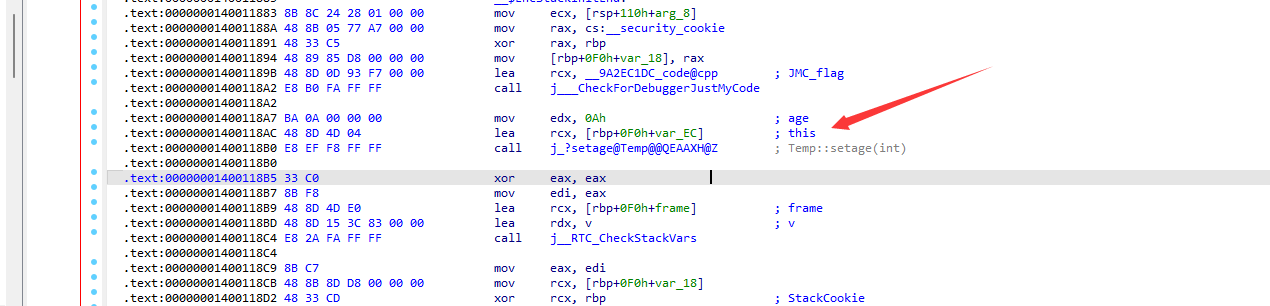 .text:0000000140011883 8B 8C 24 28 01 00 00 mov ecx, [rsp+110h+arg_8]
.text:000000014001188A 48 8B 05 77 A7 00 00 mov rax, cs:__security_cookie
.text:0000000140011891 48 33 C5 xor rax, rbp
.text:0000000140011894 48 89 85 D8 00 00 00 mov [rbp+0F0h+var_18], rax
.text:000000014001189B 48 8D 0D 93 F7 00 00 lea rcx, __9A2EC1DC_code@cpp ; JMC_flag
.text:00000001400118A2 E8 B0 FA FF FF call j___CheckForDebuggerJustMyCode
.text:00000001400118A2
.text:00000001400118A7 BA 0A 00 00 00 mov edx, 0Ah ; age
.text:00000001400118AC 48 8D 4D 04 lea rcx, [rbp+0F0h+var_EC] ; this
.text:00000001400118B0 E8 EF F8 FF FF call j_?setage@Temp@@QEAAXH@Z ; Temp::setage(int)
.text:00000001400118B0
.text:00000001400118B5 33 C0 xor eax, eax
.text:00000001400118B7 8B F8 mov edi, eax
.text:00000001400118B9 48 8D 4D E0 lea rcx, [rbp+0F0h+frame] ; frame
.text:00000001400118BD 48 8D 15 3C 83 00 00 lea rdx, v ; v
.text:00000001400118C4 E8 2A FA FF FF call j__RTC_CheckStackVars
.text:00000001400118C4
.text:00000001400118C9 8B C7 mov eax, edi
.text:00000001400118CB 48 8B 8D D8 00 00 00 mov rcx, [rbp+0F0h+var_18]
.text:00000001400118D2 48 33 CD xor rcx, rbp ; StackCookie